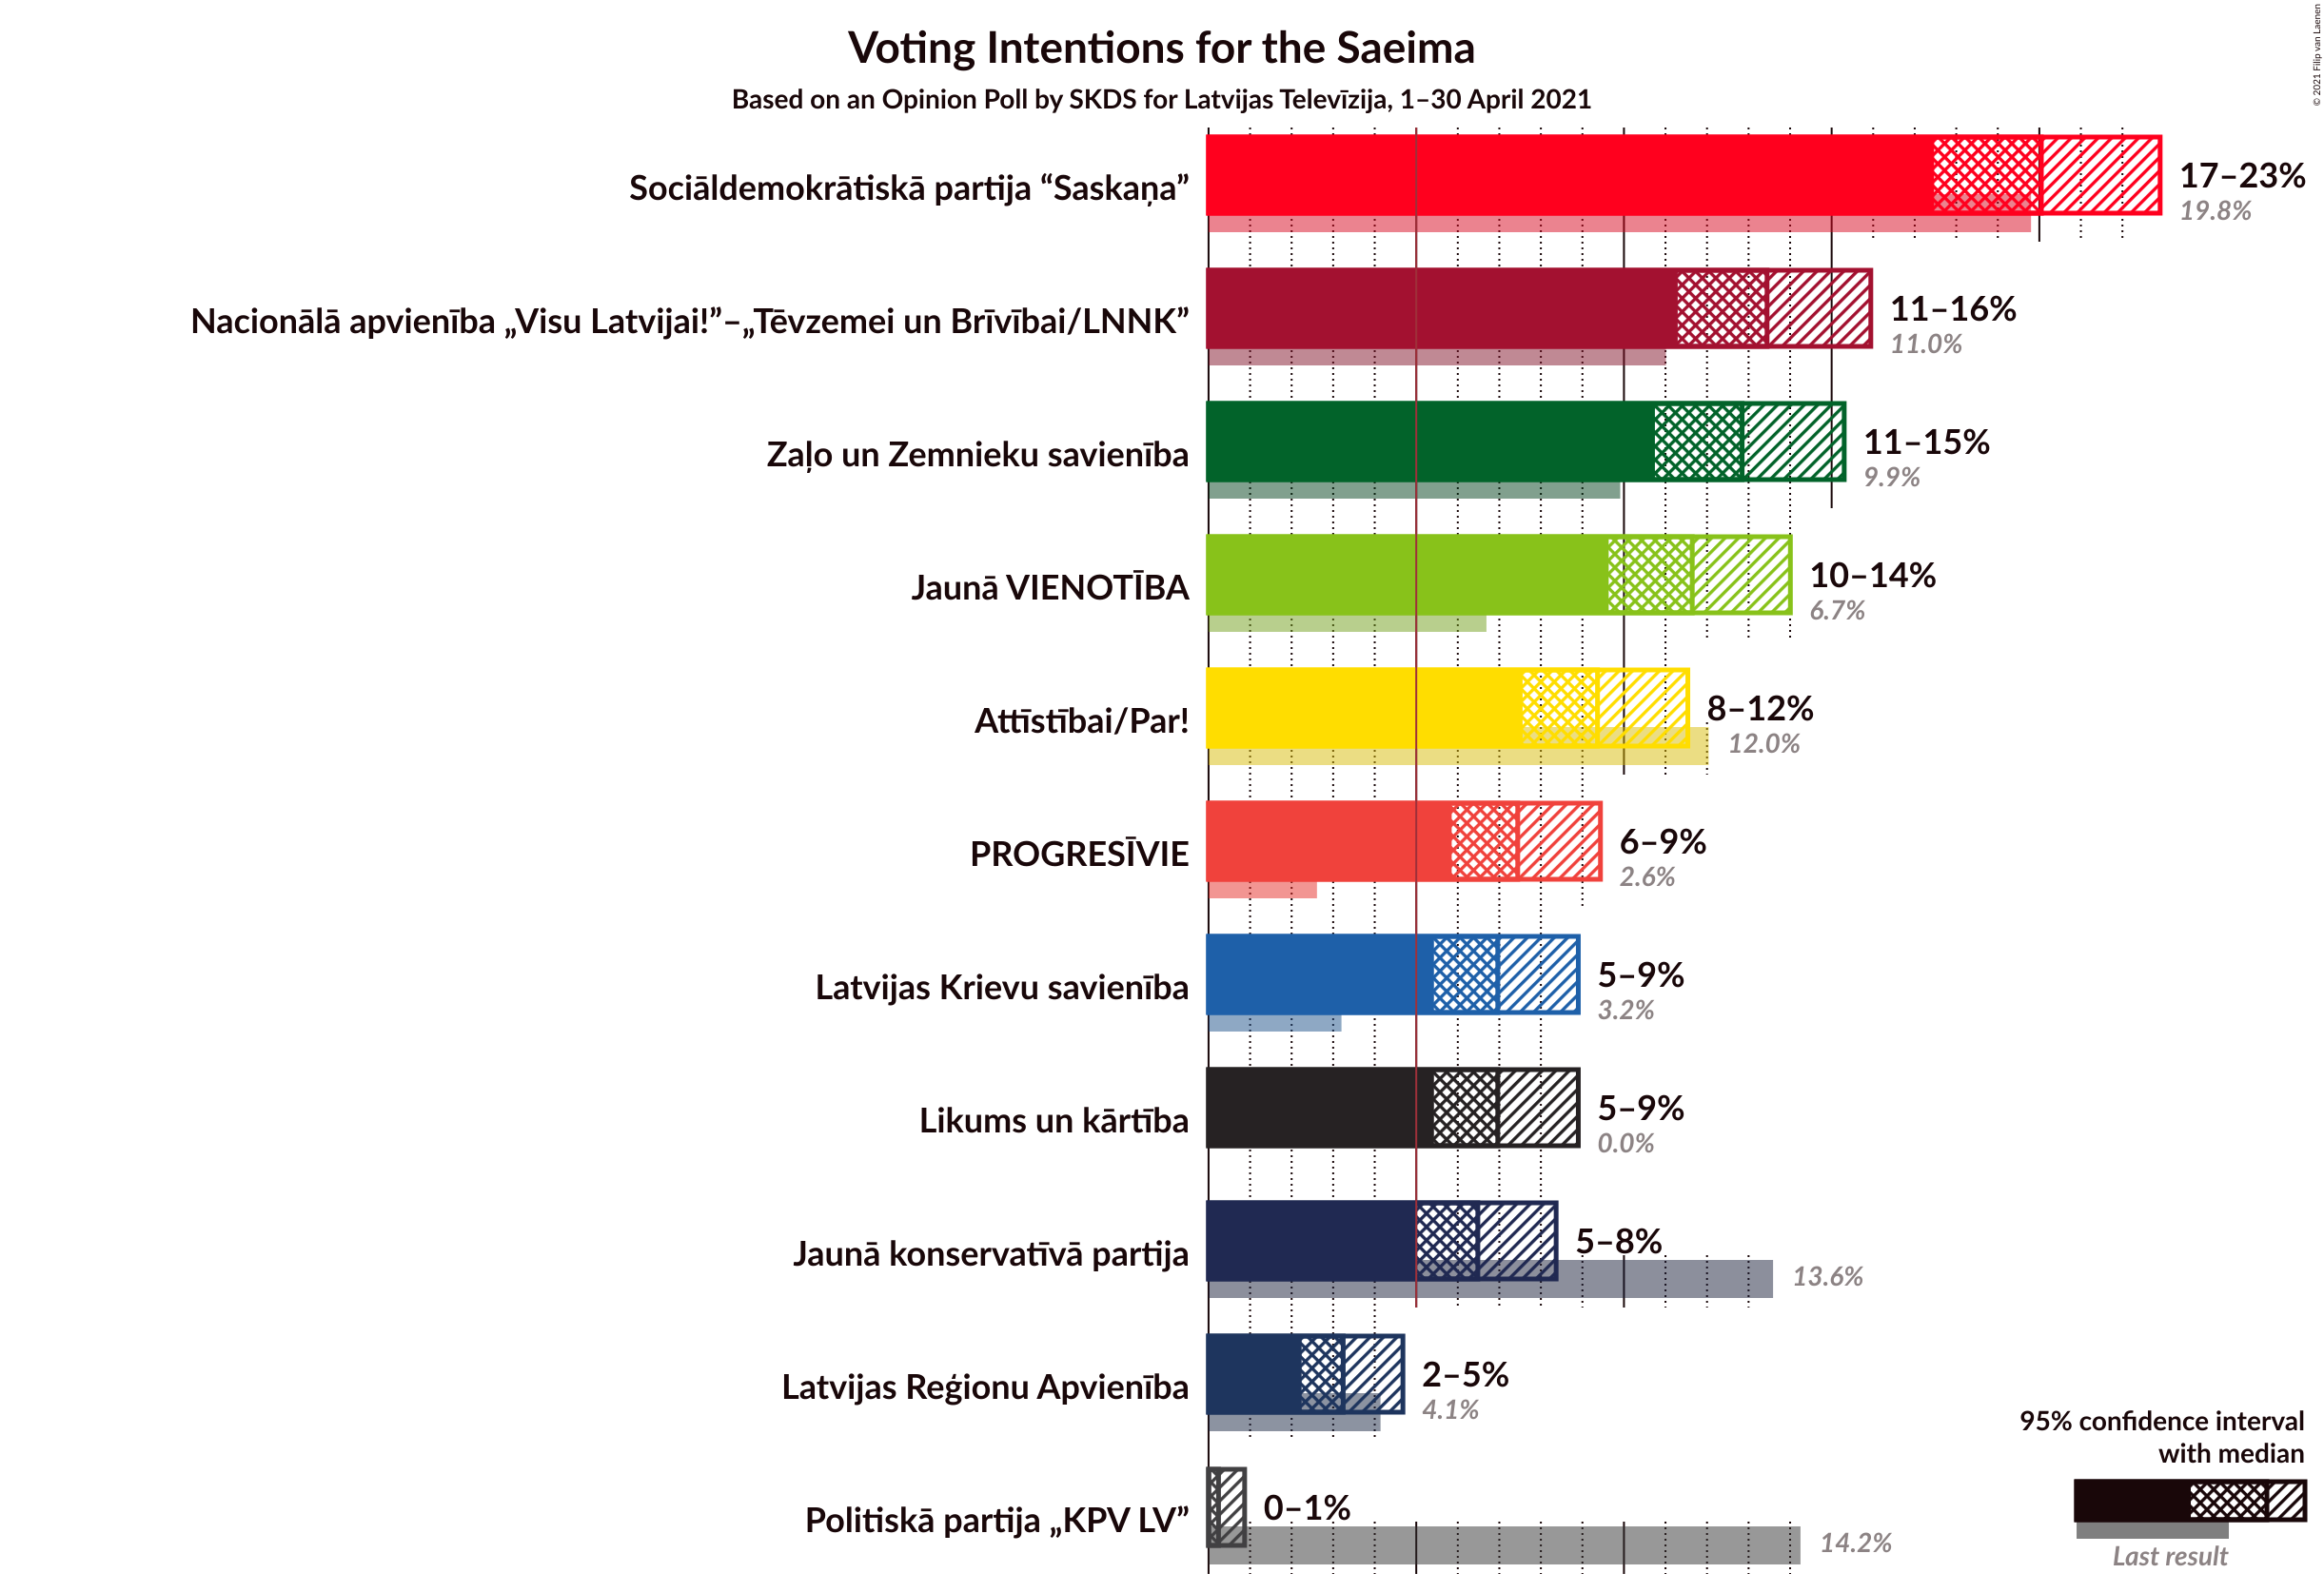 Voting Intentions for the Saeima
Based on an Opinion Poll by SKDS for Latvijas Televīzija, 1–30 April 2021
© 2021 Filip van Laenen
Sociāldemokrātiskā partija “Saskaņa”
17–23%
19.8%
Nacionālā apvienība „Visu Latvijai!”–„Tēvzemei un Brīvībai/LNNK”
11–16%
11.0%
Zaļo un Zemnieku savienība
11–15%
9.9%
Jaunā VIENOTĪBA
10–14%
6.7%
Attīstībai/Par!
8–12%
12.0%
PROGRESĪVIE
6–9%
2.6%
Latvijas Krievu savienība
5–9%
3.2%
Likums un kārtība
5–9%
0.0%
Jaunā konservatīvā partija
5–8%
13.6%
Latvijas Reģionu Apvienība
2–5%
4.1%
Politiskā partija „KPV LV”
0–1%
14.2%
95% confidence interval
with median
Last result